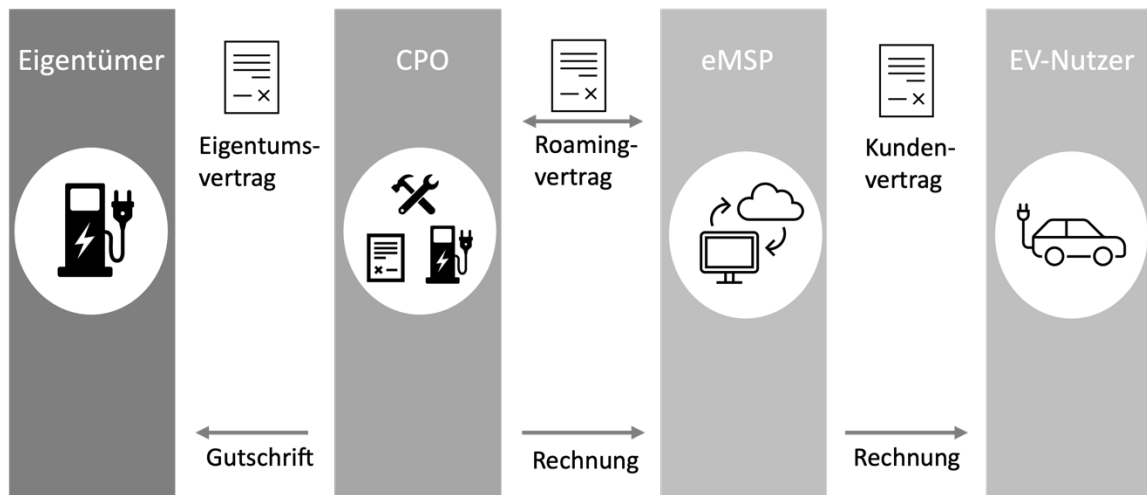 Eigentümer
CPO
eMSP
EV-Nutzer
Eigentums-
vertrag
Roaming-
vertrag
Kunden-
vertrag
Gutschrift
Rechnung
Rechnung